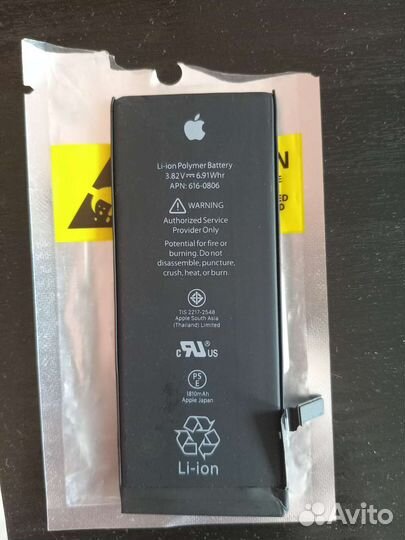 Li-ion Polymer Battery
3.82V⎓6.91Whr
APN: 616-0806
WARNING
Authorized Service
Provider Only
Potential for fire or
burning. Do not
disassemble, puncture,
crush, heat, or burn.
TIS 2217-2548
Apple South Asia
(Thailand) Limited
c RU US
PS
E
1810mAh
Apple Japan
Li-ion
Avito